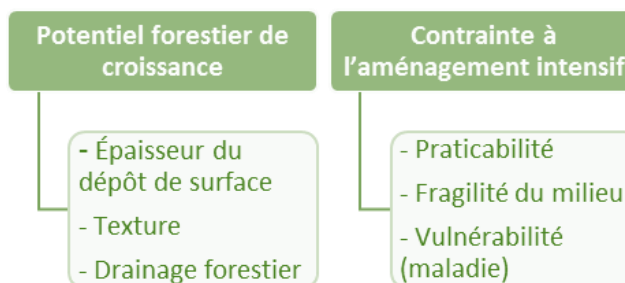 Potentiel forestier de
croissance
- Épaisseur du
dépôt de surface
- Texture
- Drainage forestier
Contrainte à
l’aménagement intensif
- Praticabilité
- Fragilité du milieu
- Vulnérabilité
(maladie)